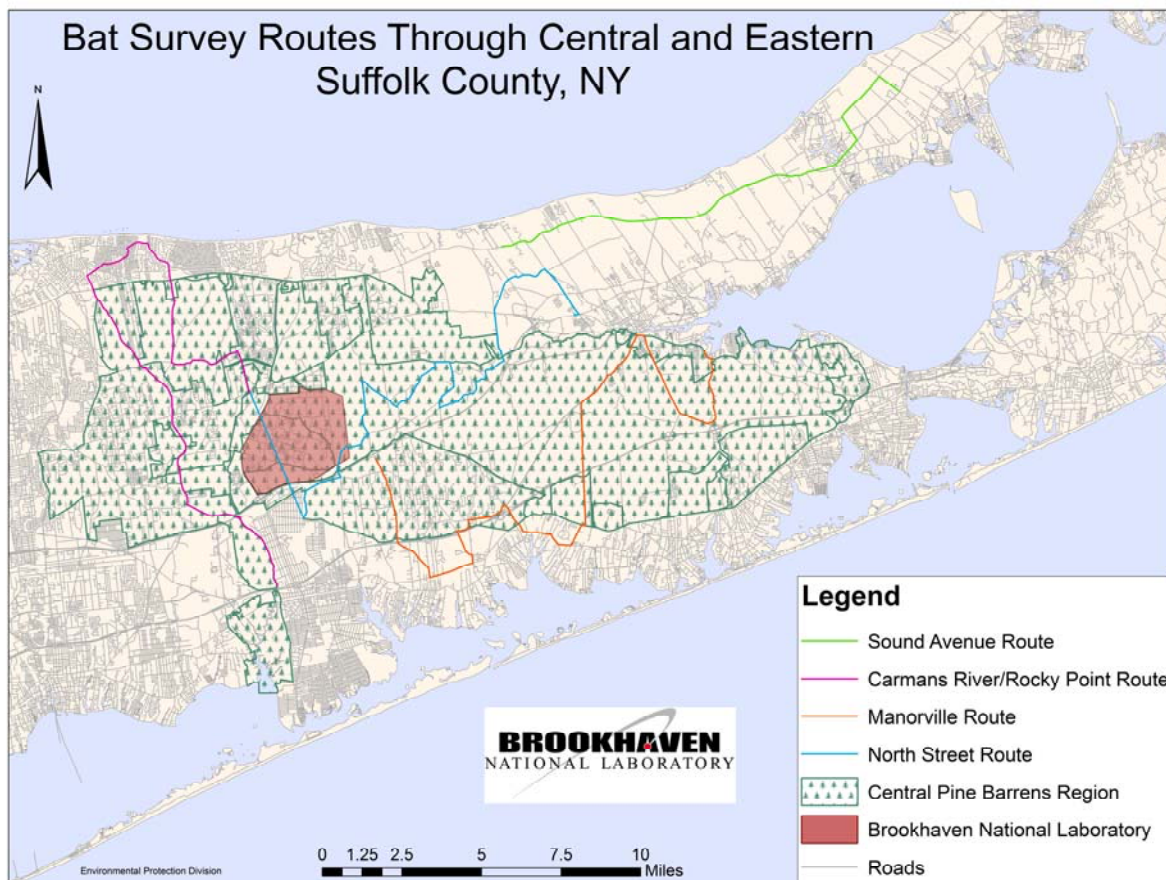 Bat Survey Routes Through Central and Eastern
Suffolk County, NY
N
Legend
Sound Avenue Route
Carmans River/Rocky Point Route
Manorville Route
North Street Route
Central Pine Barrens Region
Brookhaven National Laboratory
Roads
BROOKHAVEN
NATIONAL LABORATORY
0 1.25 2.5 5 7.5 10
Miles
Environmental Protection Division